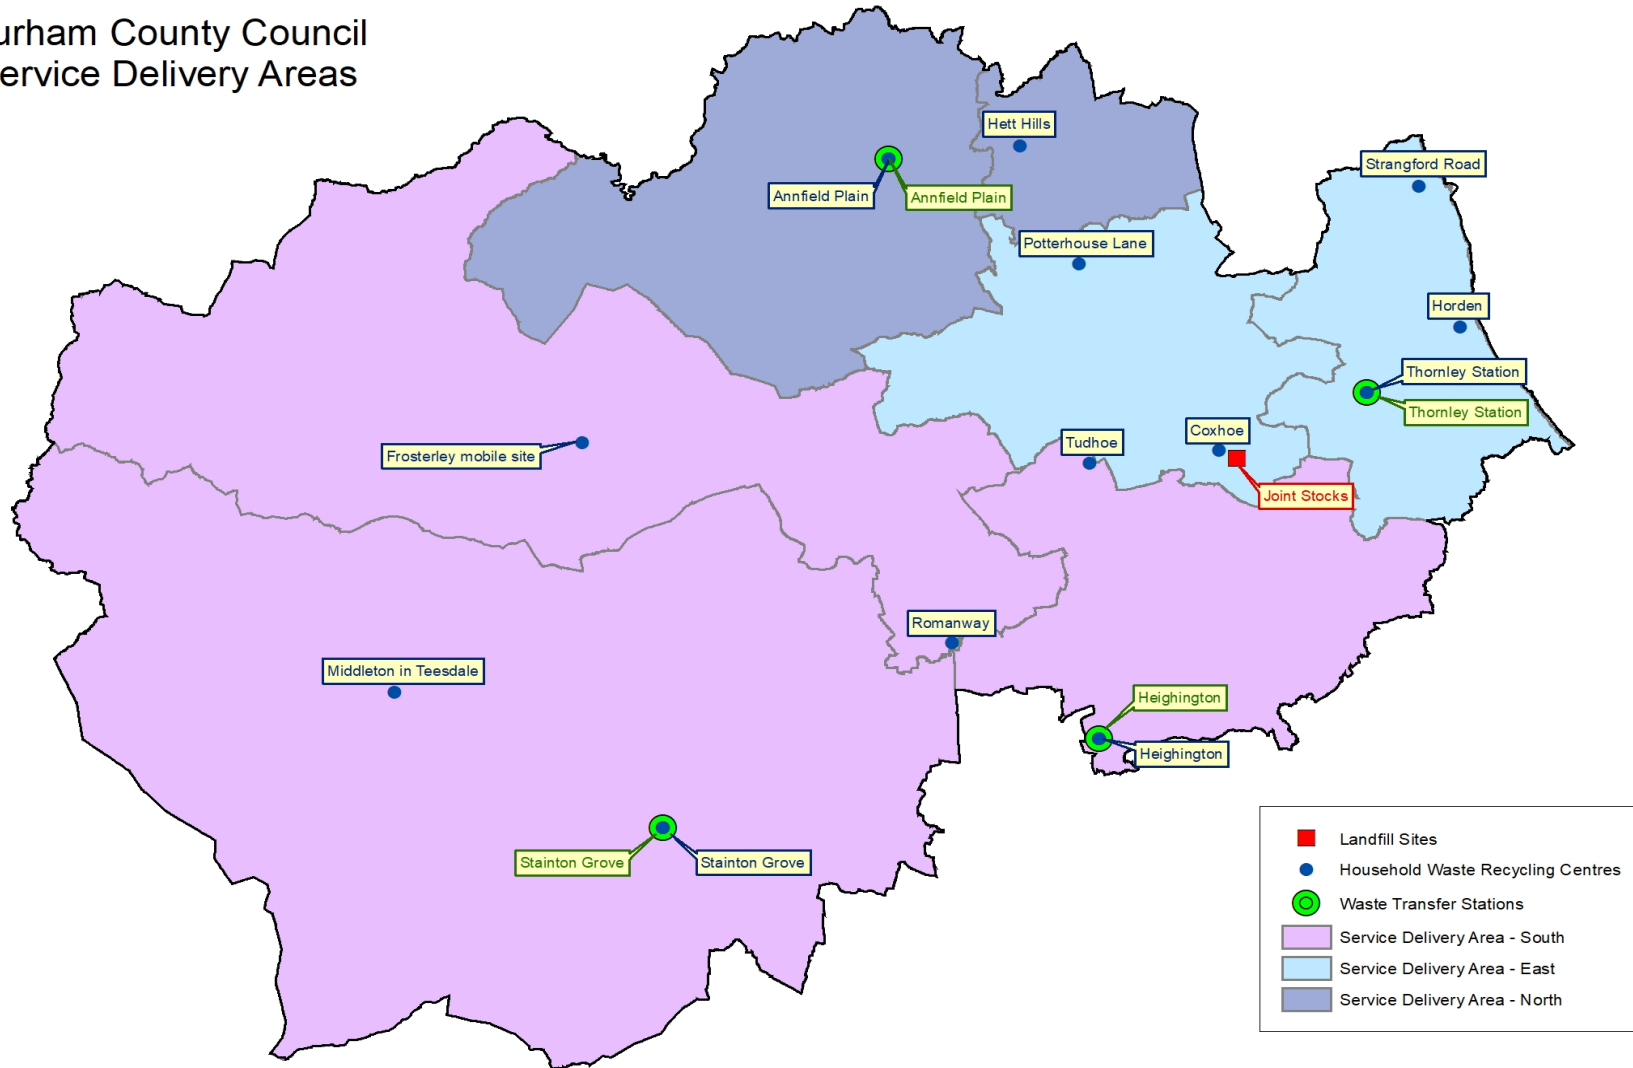 urham County Council
ervice Delivery Areas
Hett Hills
Strangford Road
Annfield Plain
Annfield Plain
Potterhouse Lane
Horden
Thornley Station
Thornley Station
Coxhoe
Tudhoe
Frosterley mobile site
Joint Stocks
Romanway
Middleton in Teesdale
Heighington
Heighington
Stainton Grove
Stainton Grove
Landfill Sites
Household Waste Recycling Centres
Waste Transfer Stations
Service Delivery Area - South
Service Delivery Area - East
Service Delivery Area - North